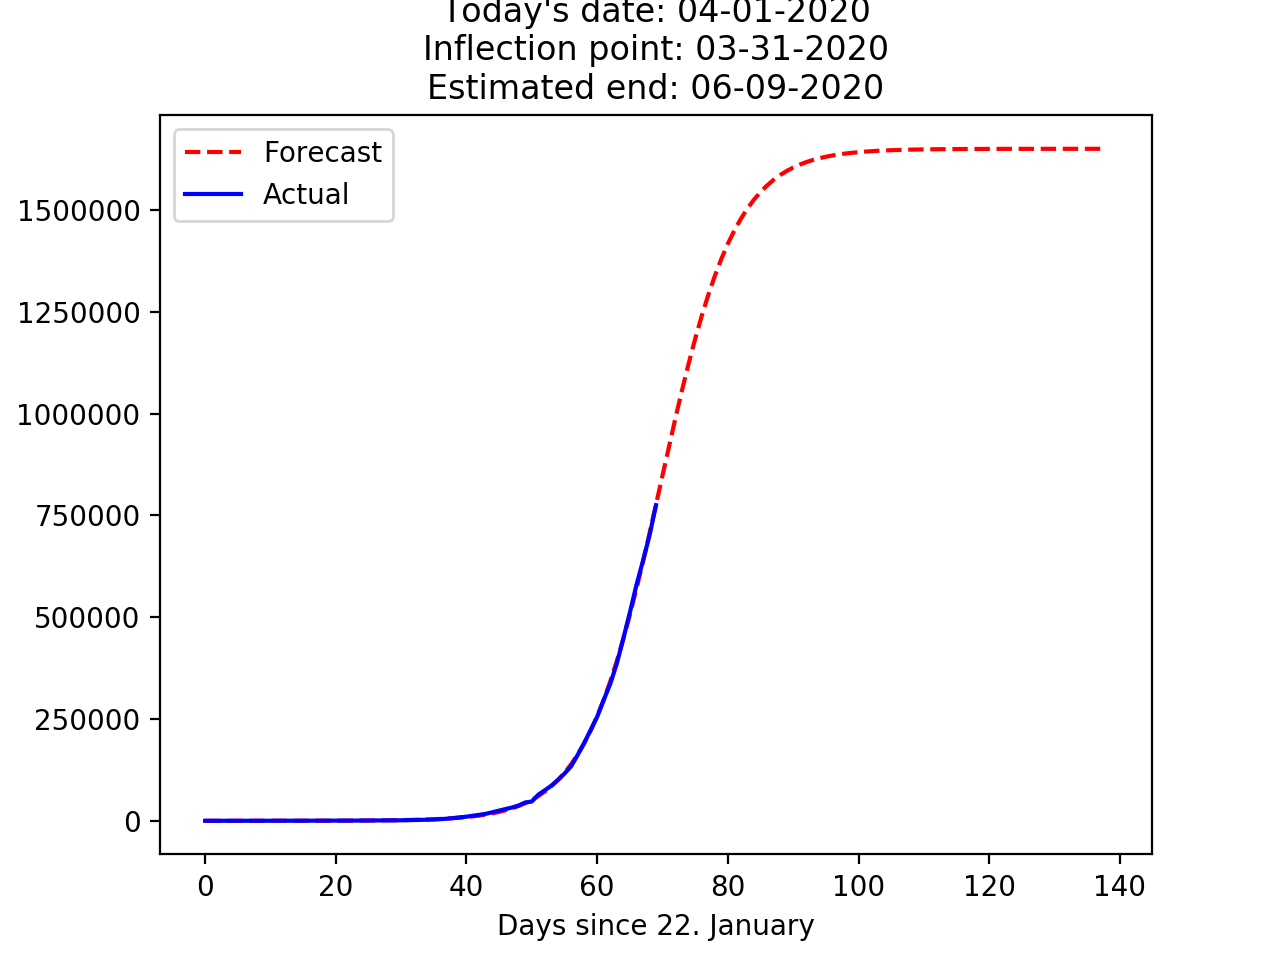 Today's date: 04-01-2020
Inflection point: 03-31-2020
Estimated end: 06-09-2020
Forecast
Actual
1500000
1250000
1000000
750000
500000
250000
0
0 20 40 60 80 100 120 140
Days since 22. January